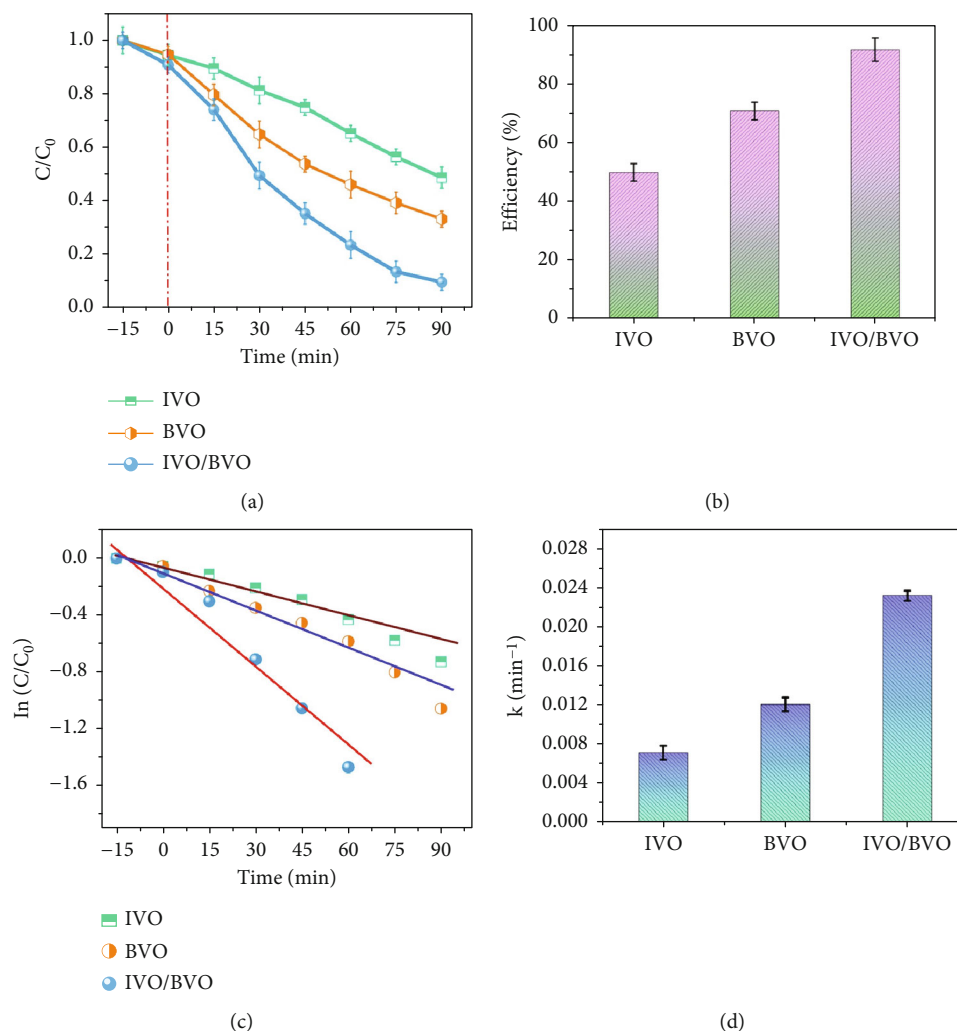 1.0
0.8
0.6
0.4
0.2
0.0
C/C0
−15 0 15 30 45 60 75 90
Time (min)
IVO
BVO
IVO/BVO
(a)
100
80
60
40
20
0
Efficiency (%)
IVO BVO IVO/BVO
(b)
0.0
−0.4
−0.8
−1.2
−1.6
In (C/C0)
−15 0 15 30 45 60 75 90
Time (min)
IVO
BVO
IVO/BVO
(c)
0.028
0.024
0.020
0.016
0.012
0.008
0.004
0.000
k (min−1)
IVO BVO IVO/BVO
(d)